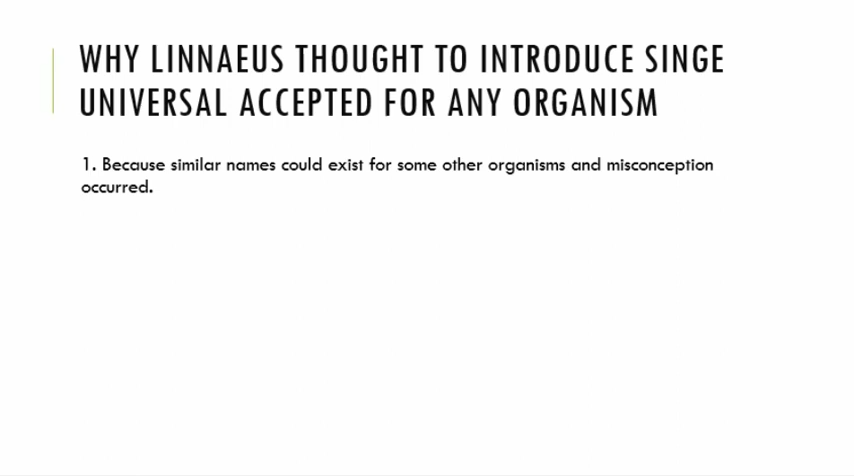 WHY LINNAEUS THOUGHT TO INTRODUCE SINGE
UNIVERSAL ACCEPTED FOR ANY ORGANISM
1. Because similar names could exist for some other organisms and misconception
occurred.